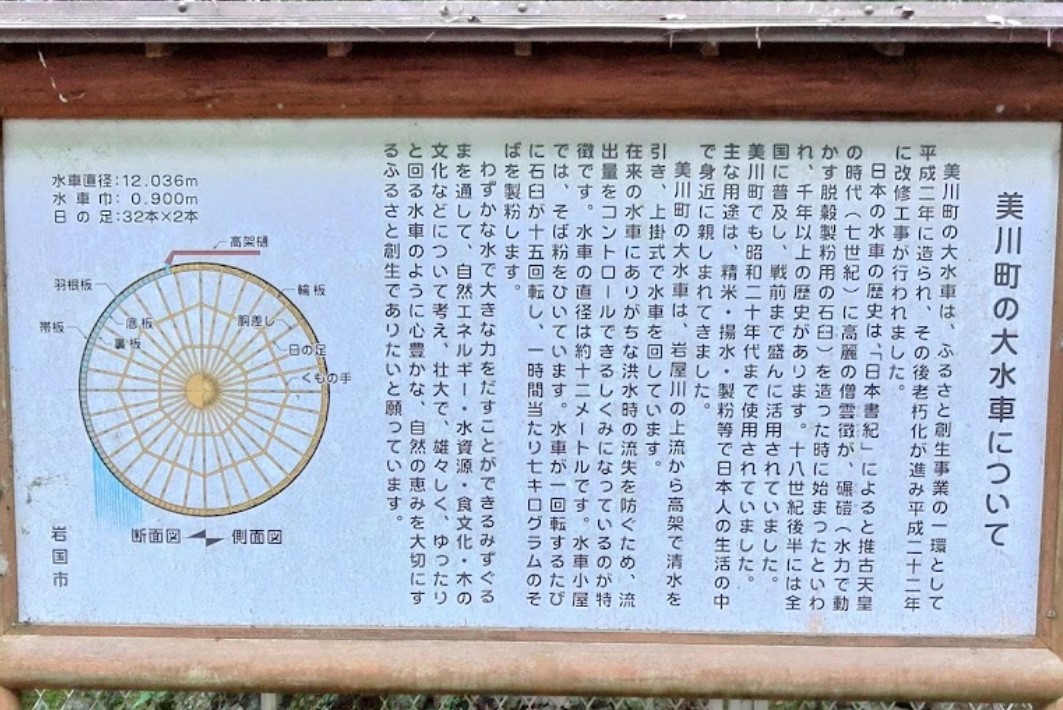 美川町の大水車について
美川町の大水車は、ふるさと創生事業の一環として
平成二年に造られ、その後老朽化が進み平成二十二年
に改修工事が行われました。
日本の水車の歴史は、「日本書紀」によると推古天皇
の時代（七世紀）に高麗の僧雲徴が、碾磑（水力で動
かす脱穀製粉用の石臼）を造った時に始まったといわ
れ、千年以上の歴史があります。十八世紀後半には全
国に普及し、戦前まで盛んに活用されていました。
美川町でも昭和二十年代まで使用されていました。
主な用途は、精米・揚水・製粉等で日本人の生活の中
で身近に親しまれてきました。
美川町の大水車は、岩屋川の上流から高架で清水を
引き、上掛式で水車を回しています。
在来の水車にありがちな洪水時の流失を防ぐため、流
出量をコントロールできるしくみになっているのが特
徴です。水車の直径は約十二メートルです。水車小屋
では、そば粉をひいています。水車が一回転するたび
に石臼が十五回転し、一時間当たり七キログラムのそ
ばを製粉します。
わずかな水で大きな力をだすことができるみずぐる
まを通して、自然エネルギー・水資源・食文化・木の
文化などについて考え、壮大で、雄々しく、ゆったり
と回る水車のように心豊かな、自然の恵みを大切にす
るふるさと創生でありたいと願っています。
水車直径:12.036m
水車巾: 0.900m
日の足:32本×2本
高架樋
羽根板
輪板
帯板
底板
胴差し
裏板
日の足
くもの手
断面図
側面図
岩国市